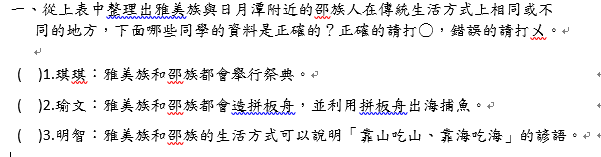 一、從上表中整理出雅美族與日月潭附近的邵族人在傳統生活方式上相同或不
同的地方，下面哪些同學的資料是正確的？正確的請打○，錯誤的請打ㄨ。
(　)1.琪琪：雅美族和邵族都會舉行祭典。
(　)2.瑜文：雅美族和邵族都會造拼板舟，並利用拼板舟出海捕魚。
(　)3.明智：雅美族和邵族的生活方式可以說明「靠山吃山、靠海吃海」的諺語。